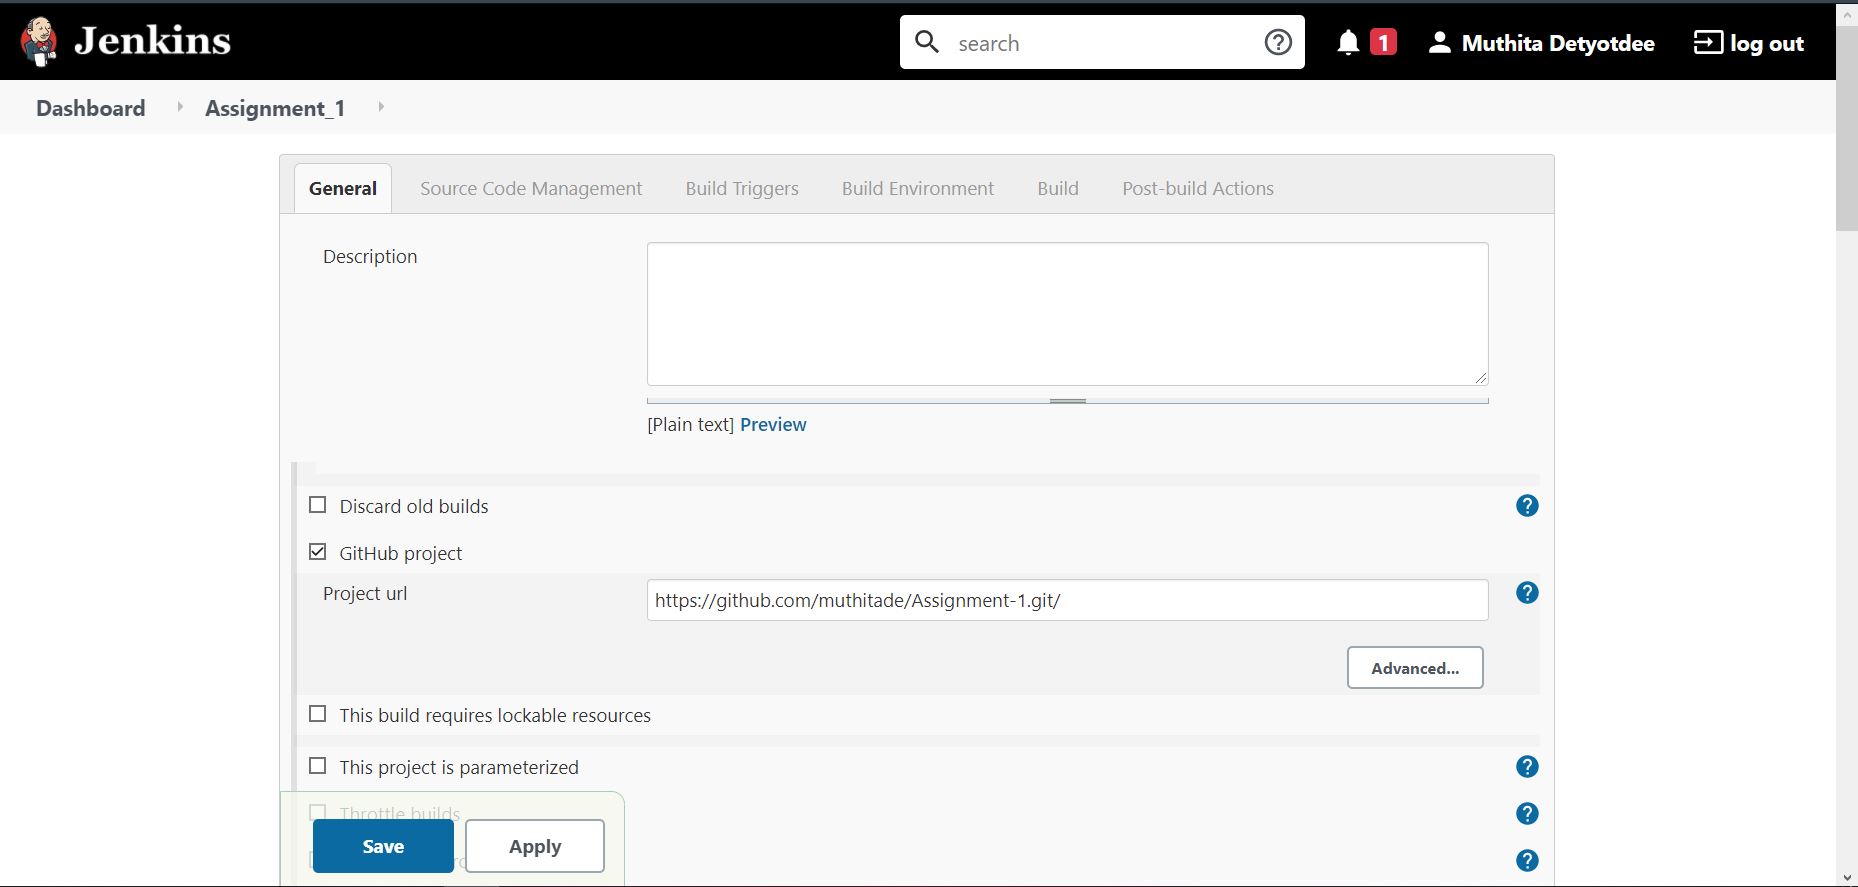 Jenkins
search
1
Muthita Detyotdee
log out
Dashboard
Assignment_1
General
Source Code Management
Build Triggers
Build Environment
Build
Post-build Actions
Description
[Plain text] Preview
Discard old builds
?
GitHub project
Project url
https://github.com/muthitade/Assignment-1.git/
?
Advanced...
This build requires lockable resources
This project is parameterized
?
Throttle builds
?
Save
Apply
?